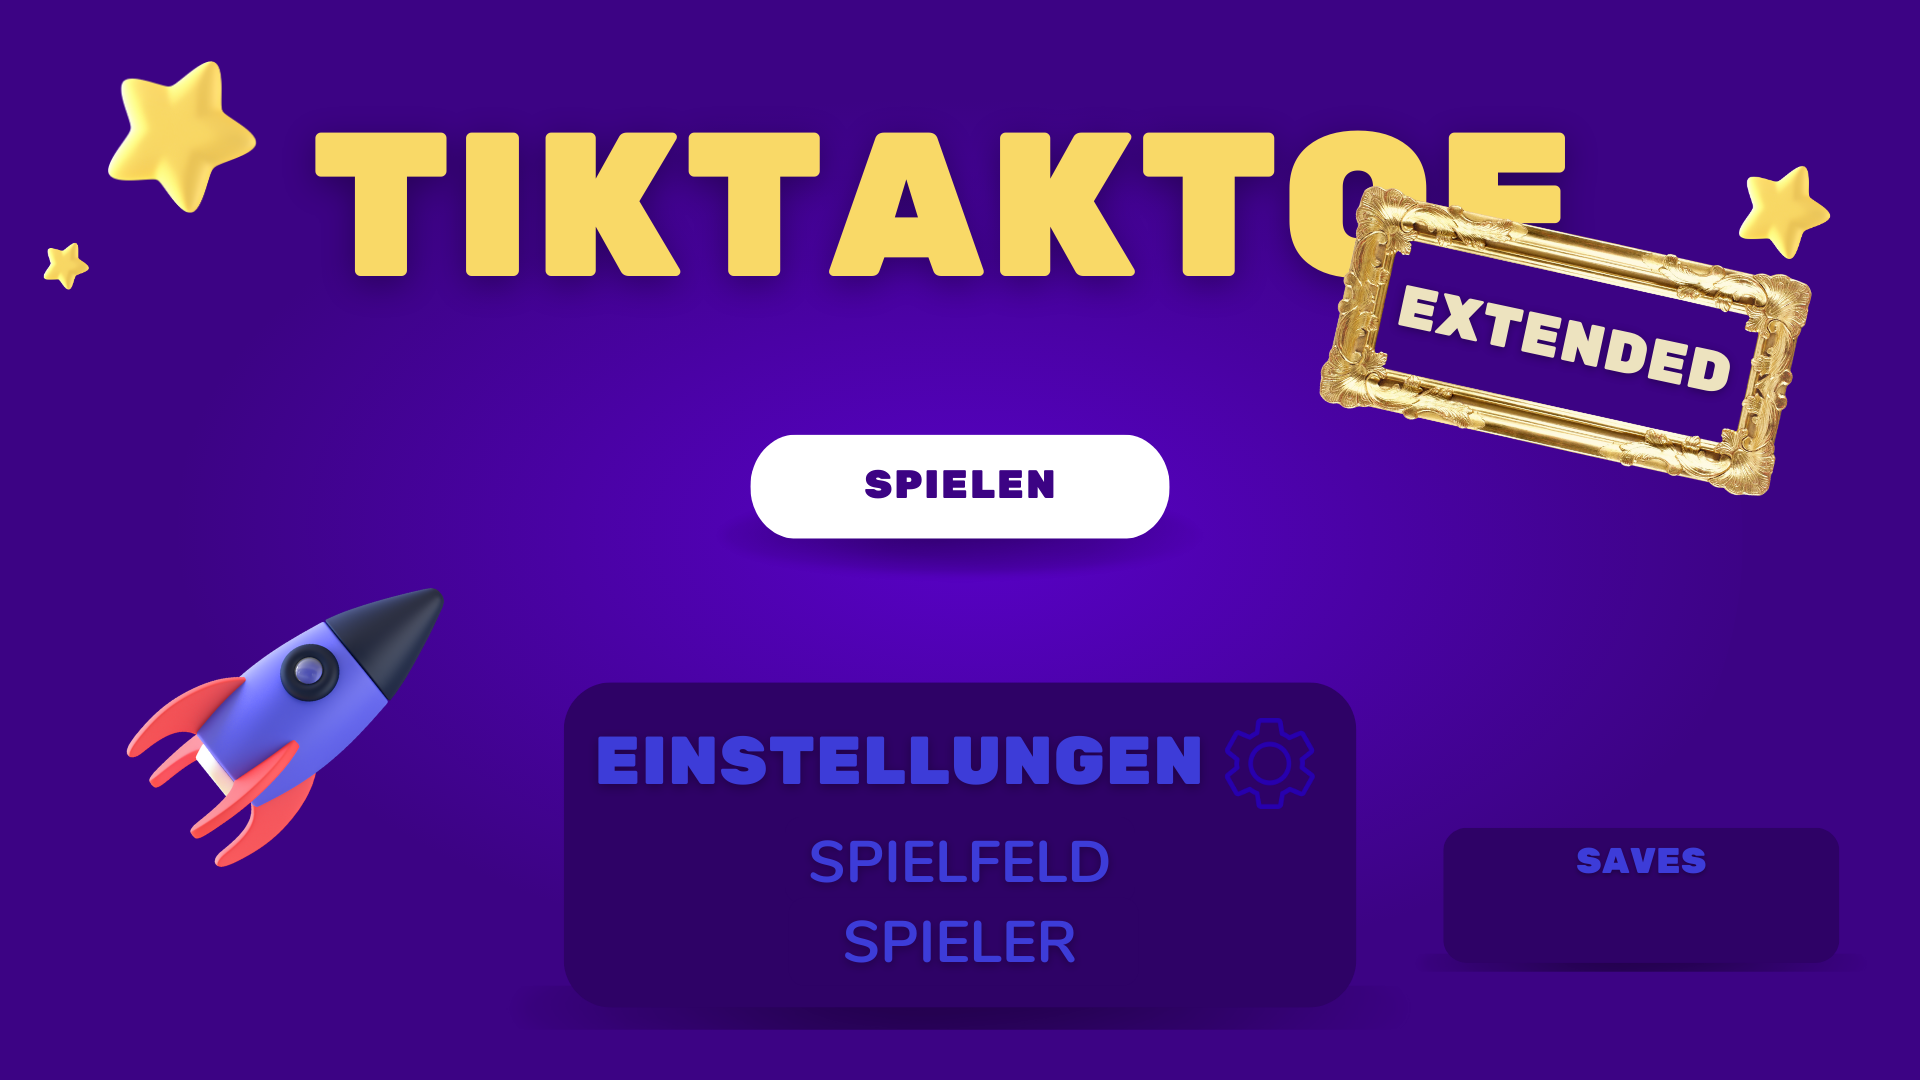 TIKTAKTOE
EXTENDED
SPIELEN
EINSTELLUNGEN
SPIELFELD
SPIELER
SAVES